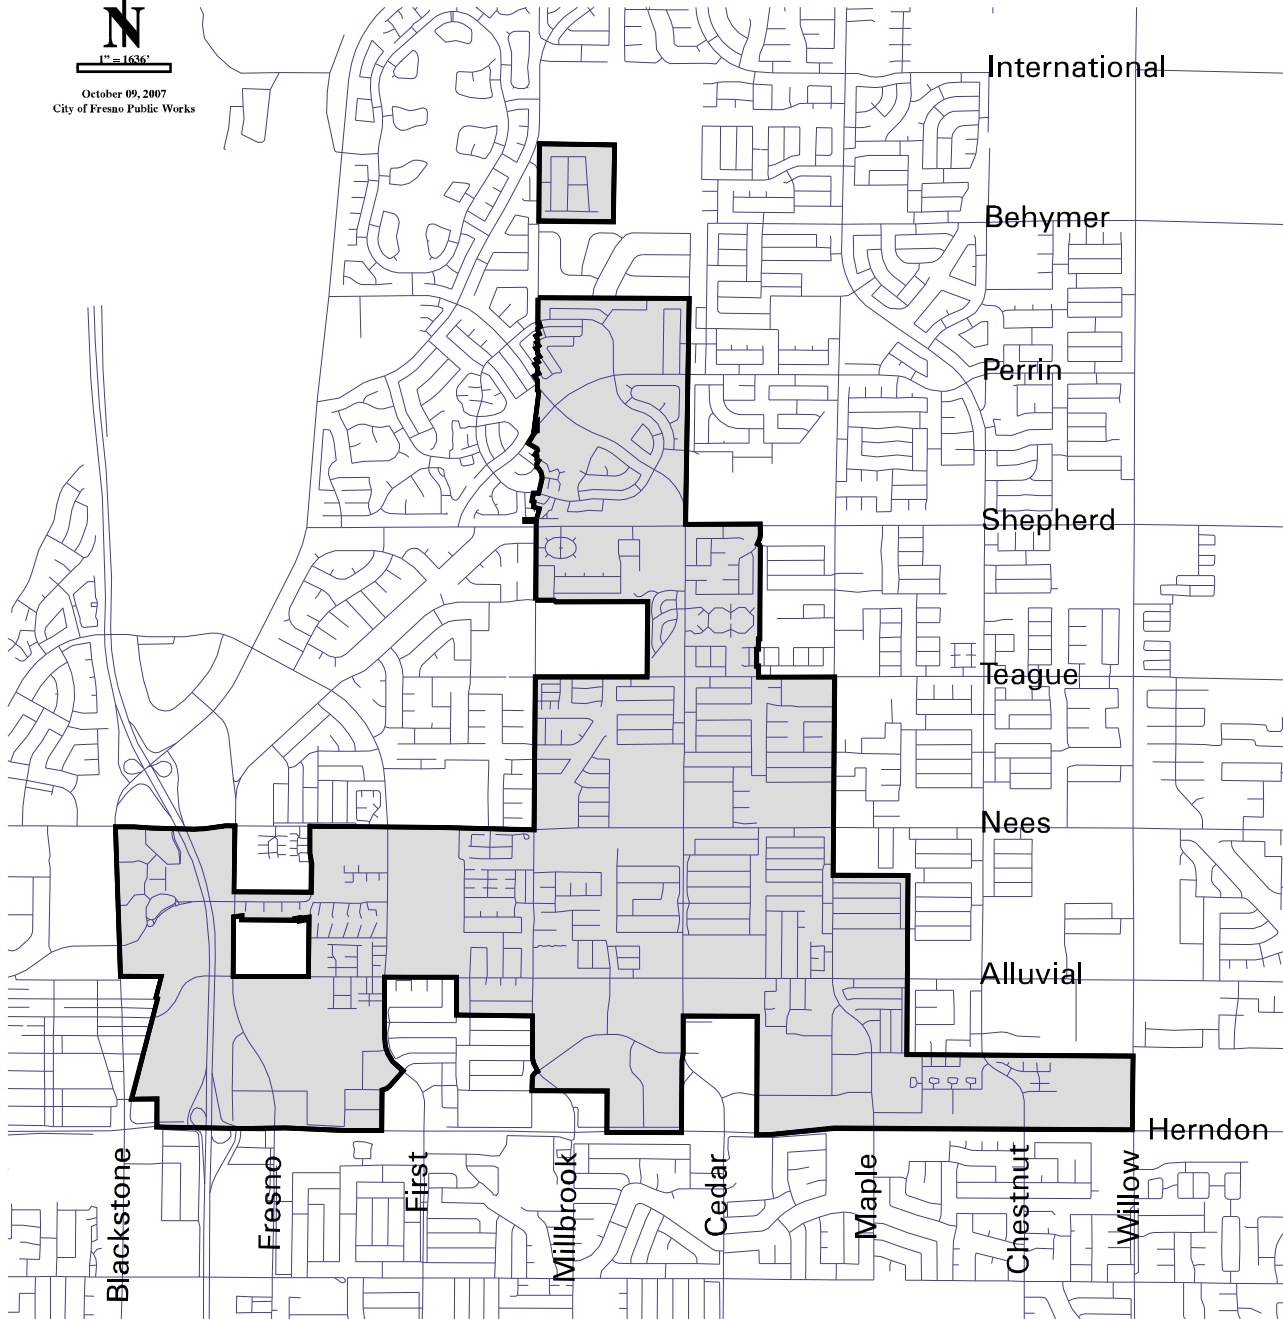 N
1" = 1636'
October 09, 2007
City of Fresno Public Works
International
Behymer
Perrin
Shepherd
Teague
Nees
Alluvial
Herndon
Blackstone
Fresno
First
Millbrook
Cedar
Maple
Chestnut
Willow